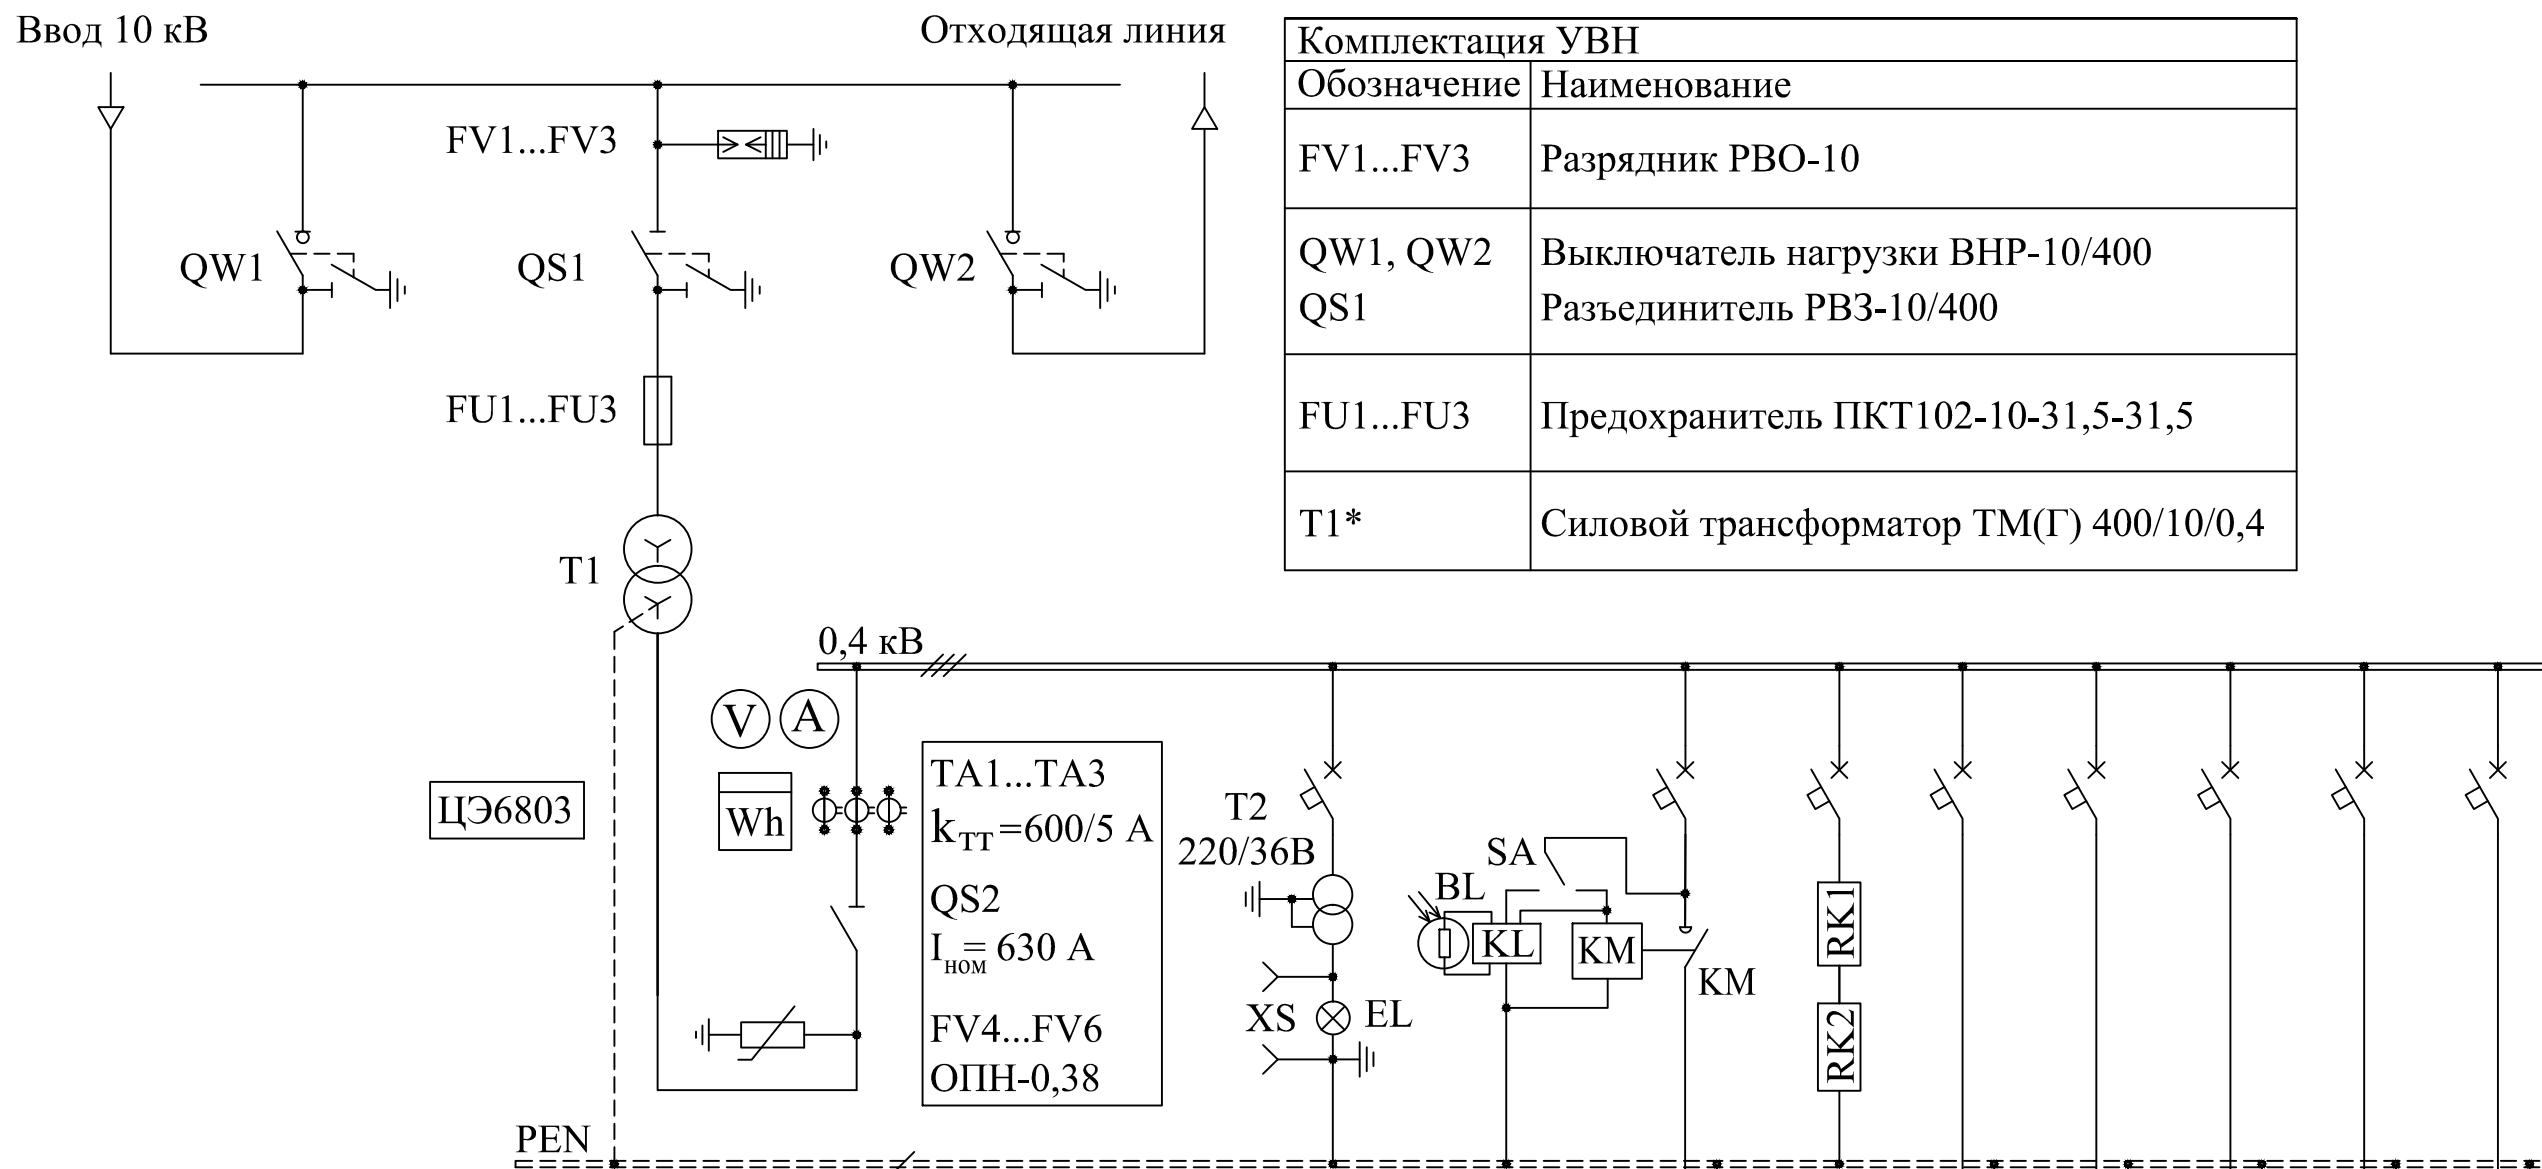 Ввод 10 кВ
Отходящая линия
Комплектация УВН
Обозначение Наименование
FV1...FV3 Разрядник РВО-10
QW1, QW2 Выключатель нагрузки ВНР-10/400
QS1 Разъединитель РВЗ-10/400
FU1...FU3 Предохранитель ПКТ102-10-31,5-31,5
T1* Силовой трансформатор ТМ(Г) 400/10/0,4
FV1...FV3
QW1
QS1
QW2
FU1...FU3
T1
0,4 кВ
V
A
Wh
ЦЭ6803
TA1...TA3
kТТ=600/5 А
QS2
Iном= 630 А
FV4...FV6
ОПН-0,38
T2
220/36В
XS
EL
SA
BL
KL
KM
KM
RK1
RK2
PEN